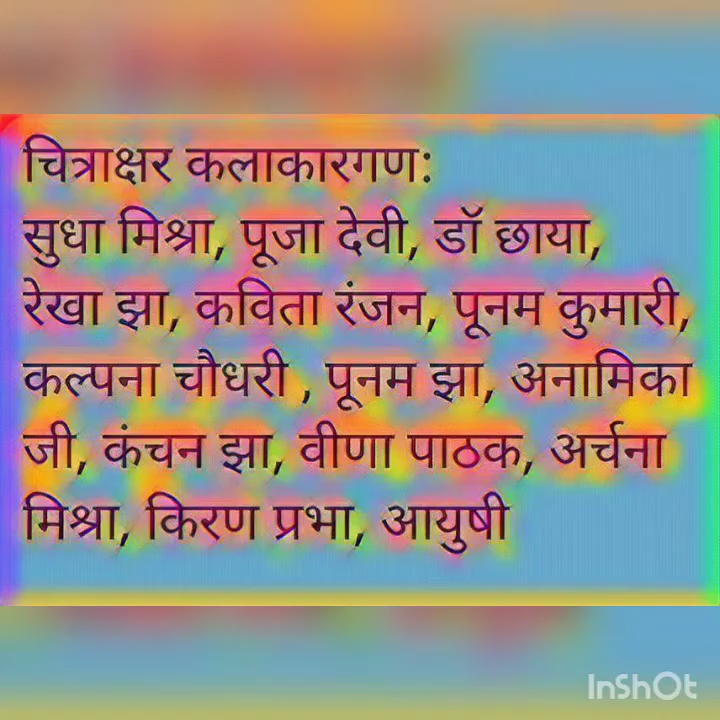 चित्राक्षर कलाकारगण:
सुधा मिश्रा, पूजा देवी, डॉ छाया,
रेखा झा, कविता रंजन, पूनम कुमारी,
कल्पना चौधरी , पूनम झा, अनामिका
जी, कंचन झा, वीणा पाठक, अर्चना
मिश्रा, किरण प्रभा, आयुषी
InShOt